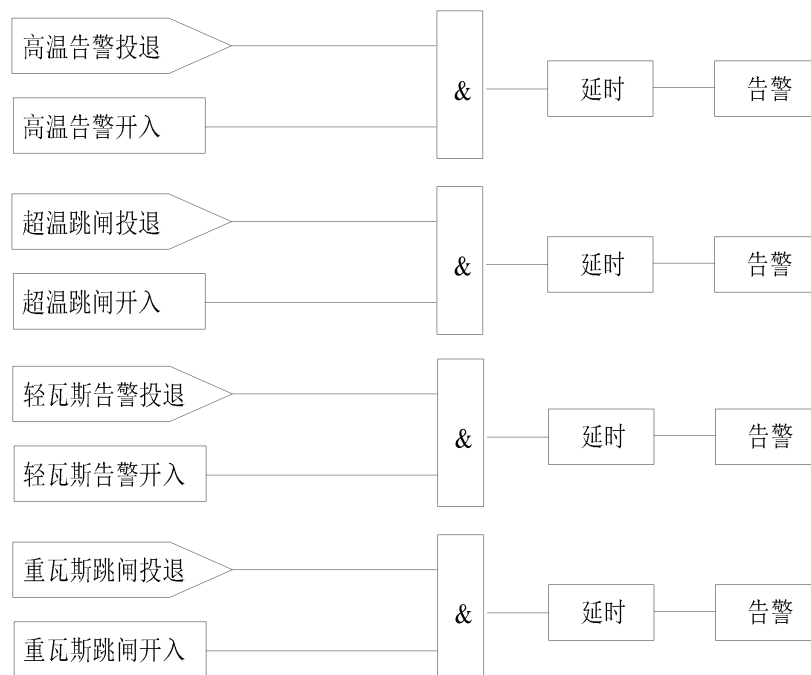 高温告警投退
高温告警开入
&
延时
告警
超温跳闸投退
超温跳闸开入
&
延时
告警
轻瓦斯告警投退
轻瓦斯告警开入
&
延时
告警
重瓦斯跳闸投退
重瓦斯跳闸开入
&
延时
告警